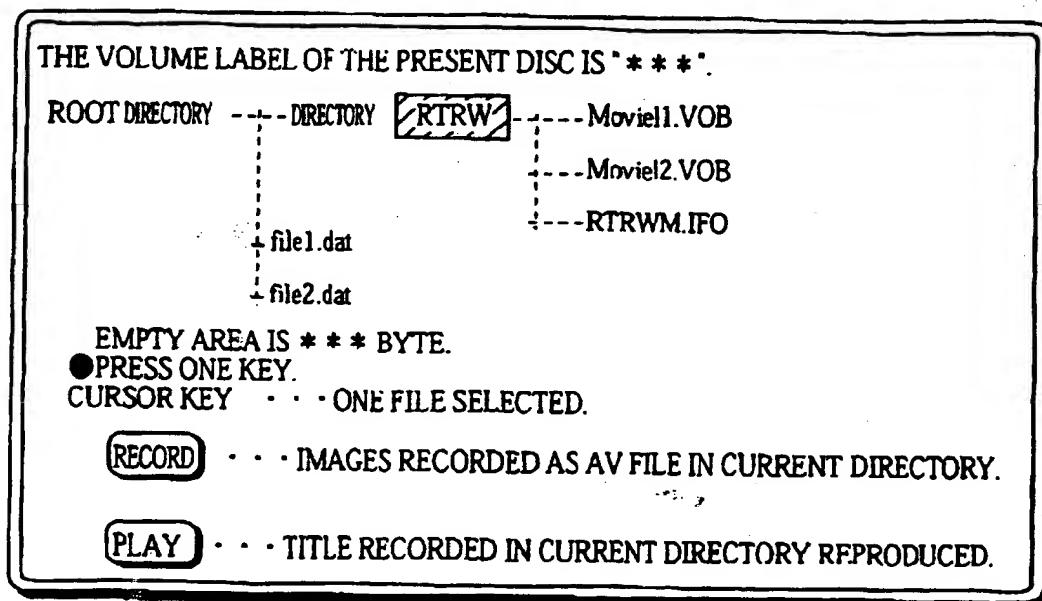 THE VOLUME LABEL OF THE PRESENT DISC IS "* * *".
ROOT DIRECTORY ----- DIRECTORY RTRW ----- Movie11.VOB
---Movie12.VOB
---RTRWM.IFO
file1.dat
file2.dat
EMPTY AREA IS * * * BYTE.
●PRESS ONE KEY.
CURSOR KEY · · · ONE FILE SELECTED.
RECORD · · · IMAGES RECORDED AS AV FILE IN CURRENT DIRECTORY.
PLAY · · · TITLE RECORDED IN CURRENT DIRECTORY REPRODUCED.